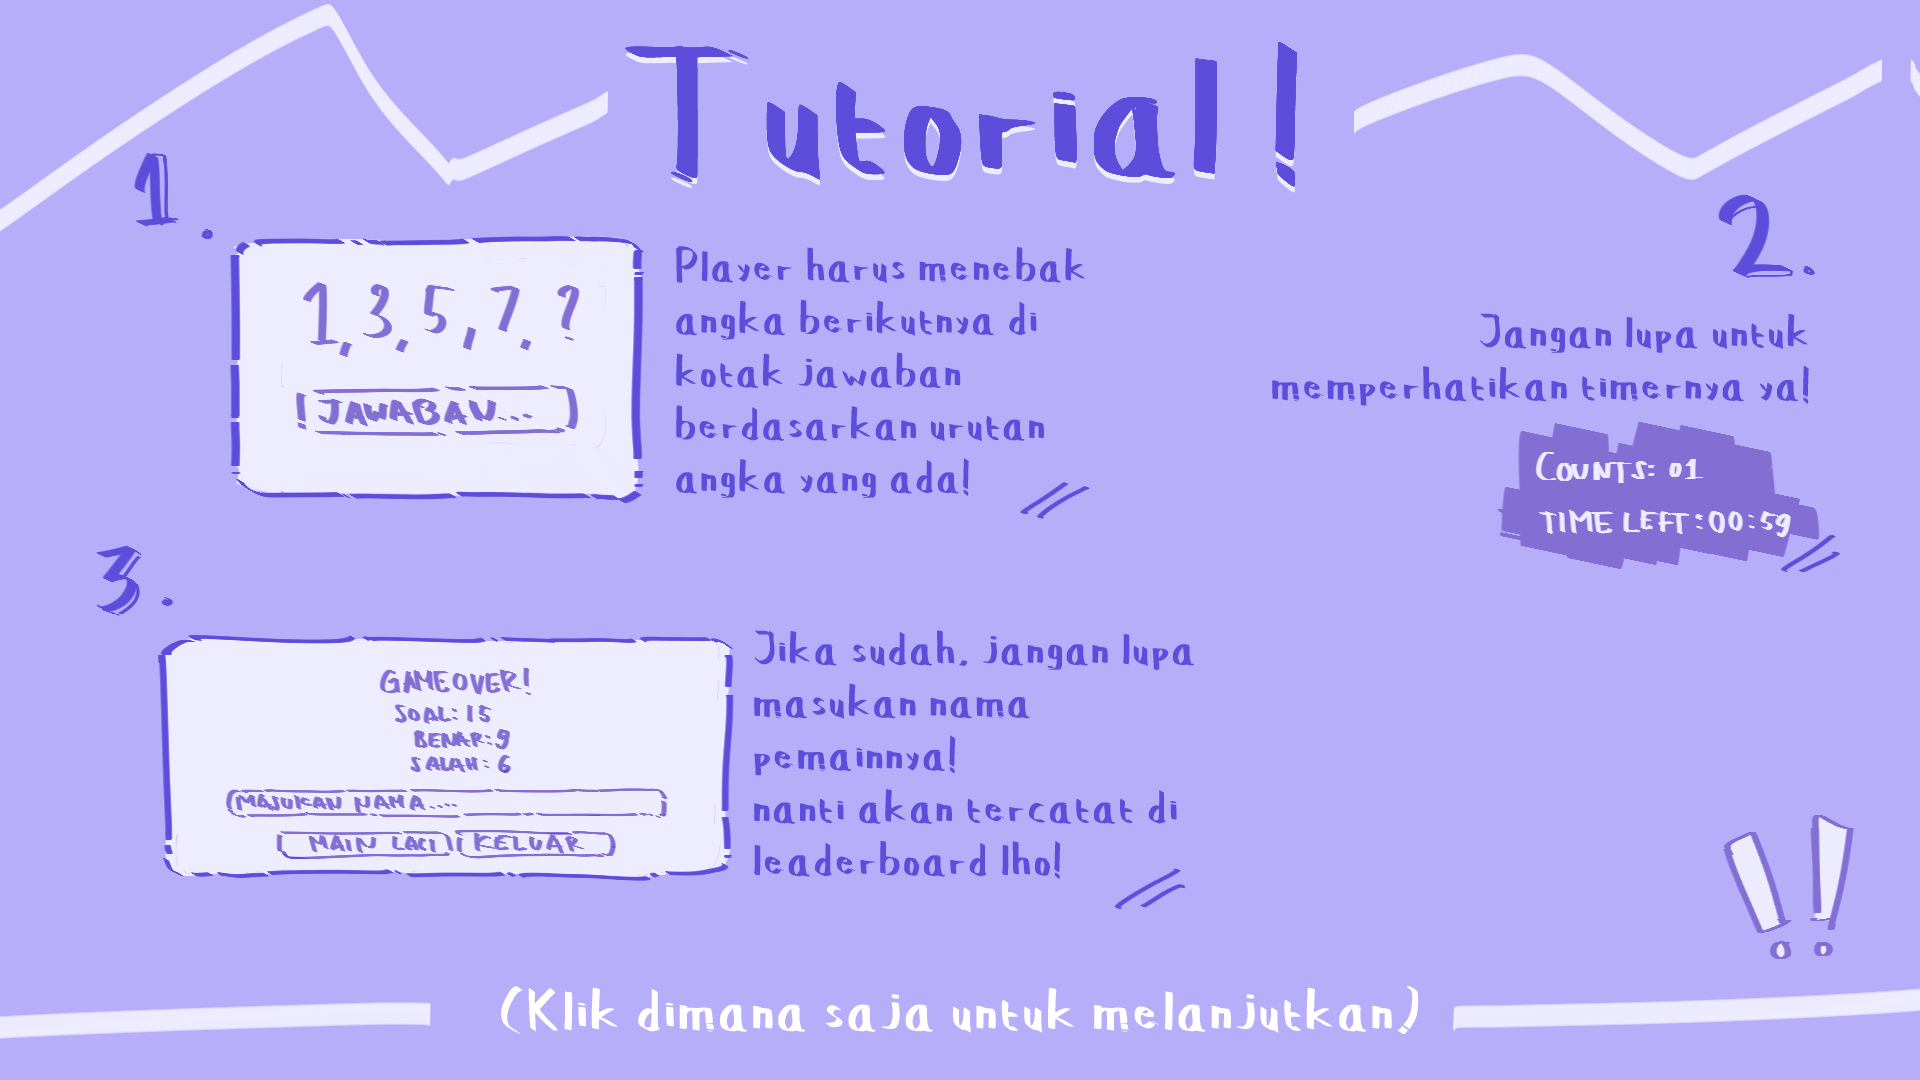 Tutorial!
1.
1, 3, 5, 7, ?
JAWABAN...
Player harus menebak
angka berikutnya di
kotak jawaban
berdasarkan urutan
angka yang ada!
2.
Jangan lupa untuk
memperhatikan timernya ya!
COUNTS: 01
TIME LEFT:00:59
3.
GAMEOVER!
SOAL: 15
BENAR: 9
SALAH: 6
MASUKAN NAMA....
MAIN LAGI
KELUAR
Jika sudah, jangan lupa
masukan nama
pemainnya!
nanti akan tercatat di
leaderboard lho!
!!
(Klik dimana saja untuk melanjutkan)